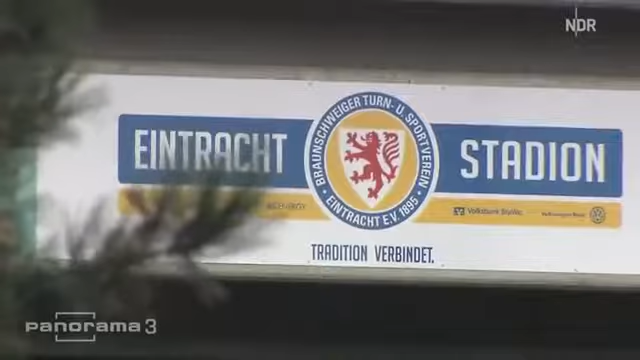 NDR
EINTRACHT
BRAUNSCHWEIGER TURN- U. SPORTVEREIN
• EINTRACHT E.V. 1895 •
STADION
Volksbank BraWo
TRADITION VERBINDET.
panorama 3